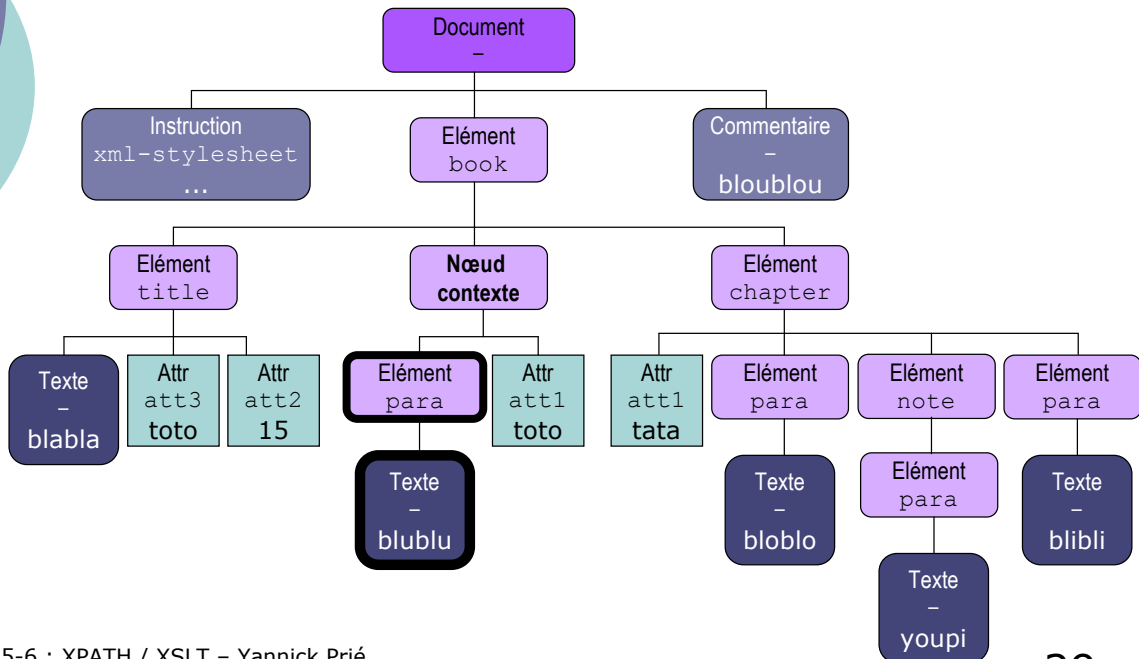 Document
–
Instruction
xml-stylesheet
...
Elément
book
Commentaire
–
bloublou
Elément
title
Nœud
contexte
Elément
chapter
Texte
–
blabla
Attr
att3
toto
Attr
att2
15
Elément
para
Attr
att1
toto
Attr
att1
tata
Elément
para
Elément
note
Elément
para
Texte
–
blublu
Texte
–
bloblo
Elément
para
Texte
–
blibli
Texte
–
youpi
5-6 : XPATH / XSLT – Yannick Prié